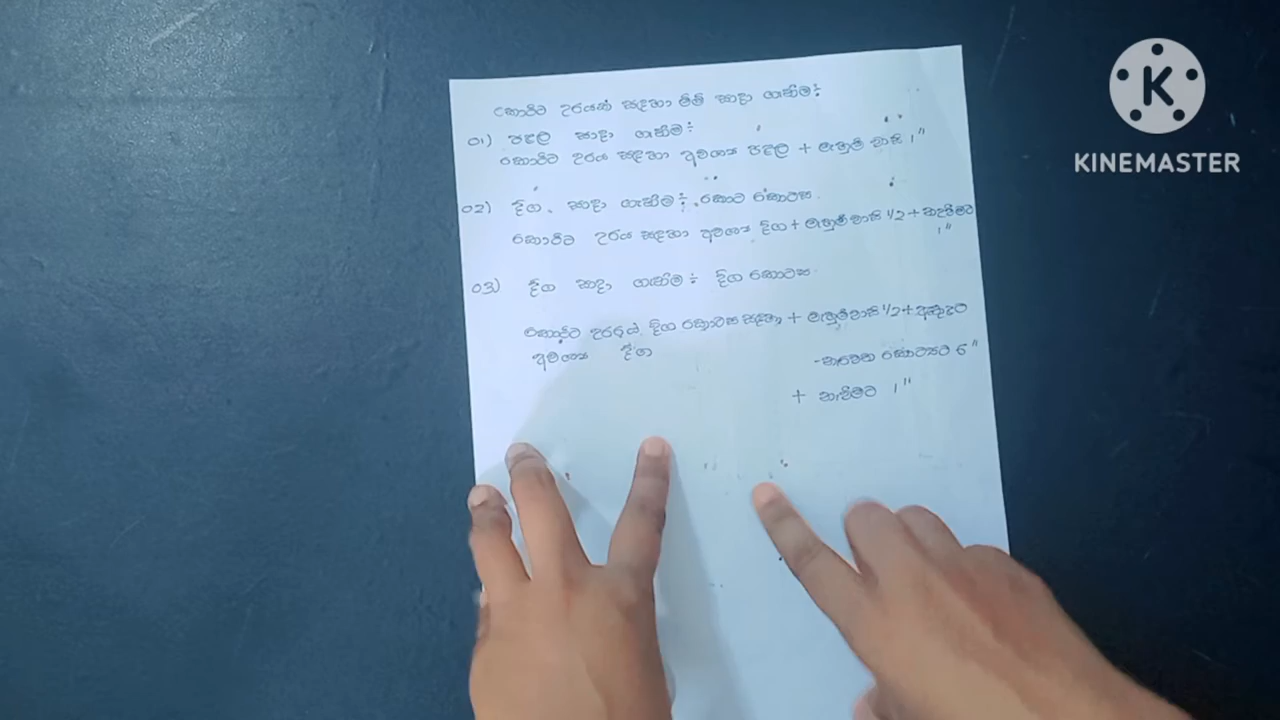 කොට්ට උරයක් සඳහා මිමි සාදා ගැනීම÷
01) පළල සාදා ගැනීම÷
කොට්ට උරය සඳහා අවශ්‍ය පළල + මැහුම් වාසි 1"
02) දිග සාදා ගැනීම÷ කොට කොටස
කොට්ට උරය සඳහා අවශ්‍ය දිග + මැහුම් වාසි 1/2 + නැමීමට 1"
03) දිග සාදා ගැනීම÷ දිග කොටස
කොට්ට උරයේ දිග කොටස සඳහා + මැහුම් වාසි 1/2 + ඇතුළට
අවශ්‍ය දිග - නැවෙන කොටසට 6"
+ නැමීමට 1"
KINEMASTER